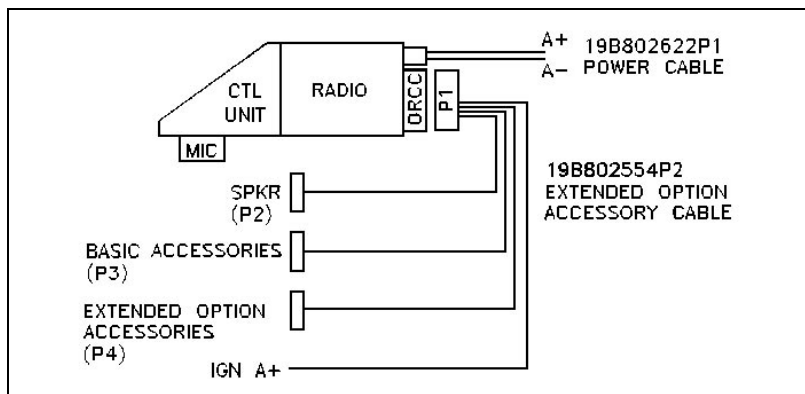 A+
A-
19B802622P1
POWER CABLE
CTL
UNIT
RADIO
ORCC
P1
MIC
19B802554P2
EXTENDED OPTION
ACCESSORY CABLE
SPKR
(P2)
BASIC ACCESSORIES
(P3)
EXTENDED OPTION
ACCESSORIES
(P4)
IGN A+